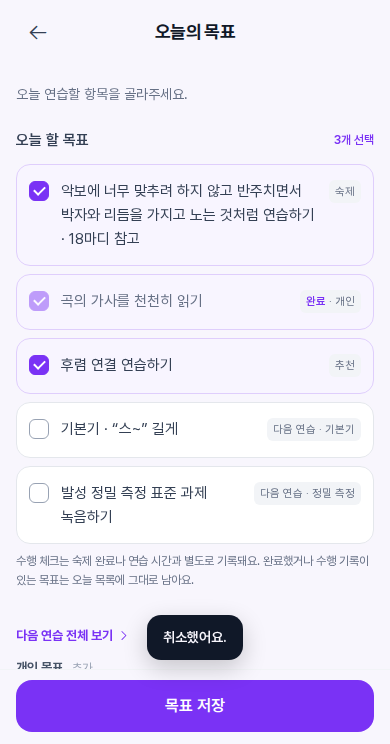 오늘의 목표
오늘 연습할 항목을 골라주세요.
오늘 할 목표
3개 선택
악보에 너무 맞추려 하지 않고 반주치면서
박자와 리듬을 가지고 노는 것처럼 연습하기
· 18마디 참고
숙제
곡의 가사를 천천히 읽기
완료 · 개인
후렴 연결 연습하기
추천
기본기 · “스~” 길게
다음 연습 · 기본기
발성 정밀 측정 표준 과제
녹음하기
다음 연습 · 정밀 측정
수행 체크는 숙제 완료나 연습 시간과 별도로 기록돼요. 완료했거나 수행 기록이
있는 목표는 오늘 목록에 그대로 남아요.
다음 연습 전체 보기
취소했어요.
개인 목표 추가
목표 저장